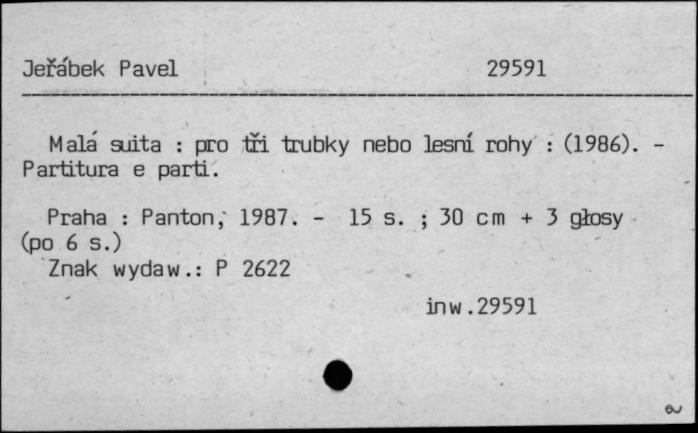 Jeřábek Pavel 29591
Malá suita : pro tři trubky nebo lesní rohy : (1986). -
Partitura e parti.
Praha : Panton, 1987. - 15 s. ; 30 cm + 3 głosy
(po 6 s.)
Znak wydaw.: P 2622
inw.29591